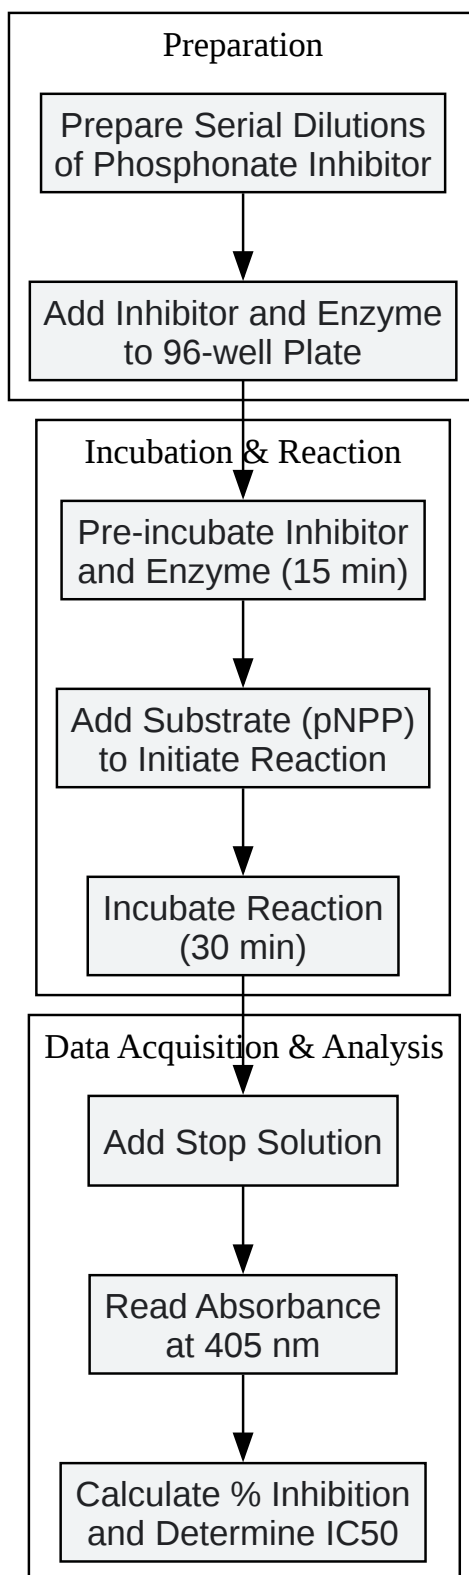 Preparation
Prepare Serial Dilutions
of Phosphonate Inhibitor
Add Inhibitor and Enzyme
to 96-well Plate
Incubation & Reaction
Pre-incubate Inhibitor
and Enzyme (15 min)
Add Substrate (pNPP)
to Initiate Reaction
Incubate Reaction
(30 min)
Data Acquisition & Analysis
Add Stop Solution
Read Absorbance
at 405 nm
Calculate % Inhibition
and Determine IC50